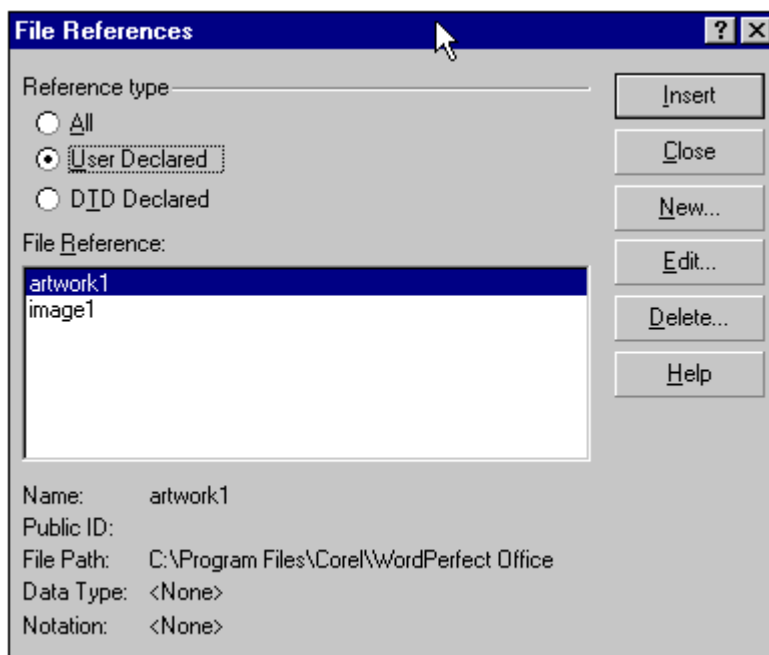 File References
Reference type
All
User Declared
DTD Declared
File Reference:
artwork1
image1
Insert
Close
New...
Edit...
Delete...
Help
Name: artwork1
Public ID:
File Path: C:\Program Files\Corel\WordPerfect Office
Data Type: <None>
Notation: <None>